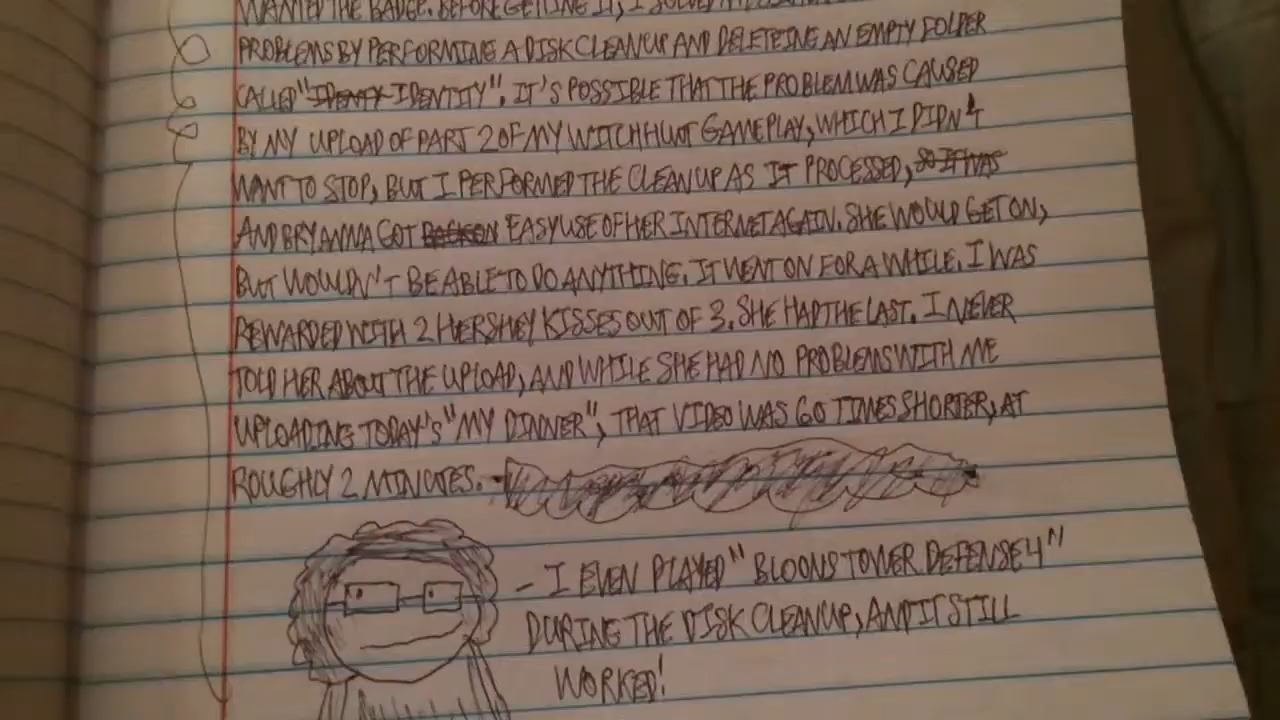 WANTED THE BADGE. BEFORE GETTING IT, I SOLVED
PROBLEMS BY PERFORMING A DISK CLEANUP AND DELETEING AN EMPTY FOLDER
CALLED "IDENTY IDENTITY". IT'S POSSIBLE THAT THE PROBLEM WAS CAUSED
BY MY UPLOAD OF PART 2 OF MY WITCH HUNT GAMEPLAY, WHICH I DIDN'T
WANT TO STOP, BUT I PERFORMED THE CLEANUP AS IT PROCESSED, SO IT WAS
AND BRYANNA GOT EASY USE OF HER INTERNET AGAIN. SHE WOULD GET ON,
BUT WOULDN'T BE ABLE TO DO ANYTHING. IT WENT ON FOR A WHILE. I WAS
REWARDED WITH 2 HERSHEY KISSES OUT OF 3. SHE HAD THE LAST. I NEVER
TOLD HER ABOUT THE UPLOAD, AND WHILE SHE HAD NO PROBLEMS WITH ME
UPLOADING TODAY'S "MY DINNER", THAT VIDEO WAS 60 TIMES SHORTER, AT
ROUGHLY 2 MINUTES.
- I EVEN PLAYED "BLOONS TOWER DEFENSE 4"
DURING THE DISK CLEANUP, AND IT STILL
WORKED!